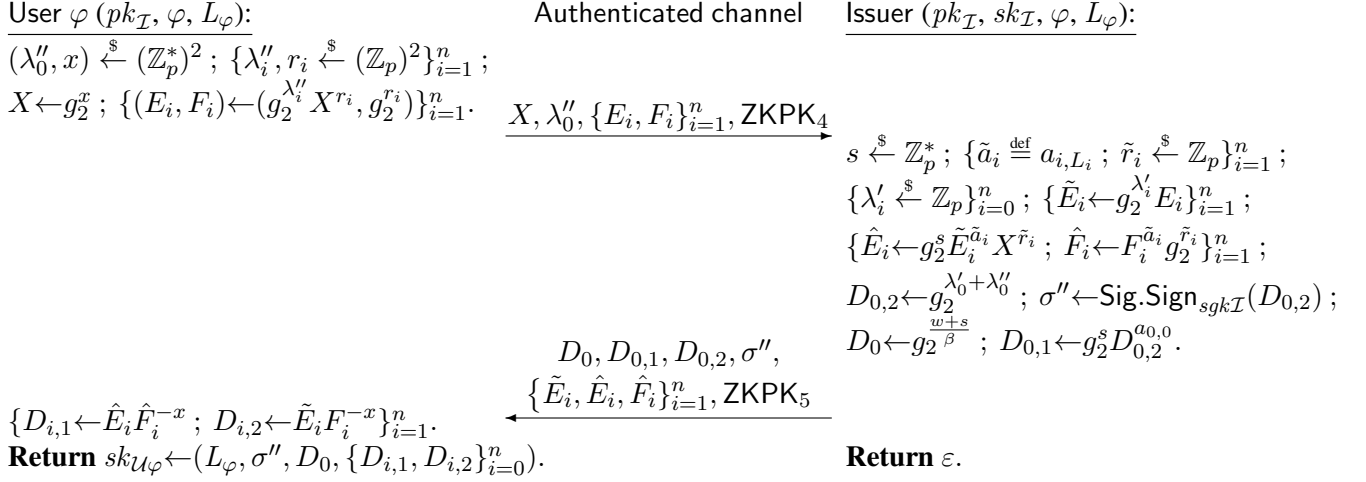 User φ (pk_ℐ, φ, L_φ):
Authenticated channel
Issuer (pk_ℐ, sk_ℐ, φ, L_φ):
(λ''_0, x) ←$ (ℤ*_p)^2 ; {λ''_i, r_i ←$ (ℤ_p)^2}^n_{i=1} ;
X←g_2^x ; {(E_i, F_i)←(g_2^{λ''_i} X^{r_i}, g_2^{r_i})}^n_{i=1}.
X, λ''_0, {E_i, F_i}^n_{i=1}, ZKPK_4
s ←$ ℤ*_p ; {ã_i ≝ a_{i,L_i} ; r̃_i ←$ ℤ_p}^n_{i=1} ;
{λ'_i ←$ ℤ_p}^n_{i=0} ; {Ẽ_i←g_2^{λ'_i} E_i}^n_{i=1} ;
{Ê_i←g_2^s Ẽ_i^{ã_i} X^{r̃_i} ; F̂_i←F_i^{ã_i} g_2^{r̃_i}}^n_{i=1} ;
D_{0,2}←g_2^{λ'_0+λ''_0} ; σ''←Sig.Sign_{sgkℐ}(D_{0,2}) ;
D_0←g_2^{\frac{w+s}{β}} ; D_{0,1}←g_2^s D_{0,2}^{a_{0,0}}.
D_0, D_{0,1}, D_{0,2}, σ'',
{Ẽ_i, Ê_i, F̂_i}^n_{i=1}, ZKPK_5
{D_{i,1}←Ê_i F̂_i^{-x} ; D_{i,2}←Ẽ_i F_i^{-x}}^n_{i=1}.
Return sk_{𝒰φ}←(L_φ, σ'', D_0, {D_{i,1}, D_{i,2}}^n_{i=0}).
Return ε.